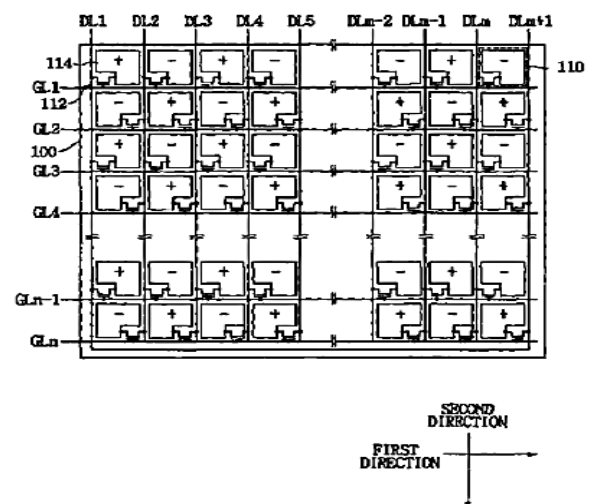 DL1 DL2 DL3 DL4 DL5 DLm-2 DLm-1 DLm DLm+1
114 + - + - - + - 110
GL1
112 - + - + + - +
GL2
100 + - + - - + -
GL3
- + - + + - +
GL4
+ - + - - + -
GLn-1
- + - + + - +
GLn
SECOND
DIRECTION
FIRST
DIRECTION